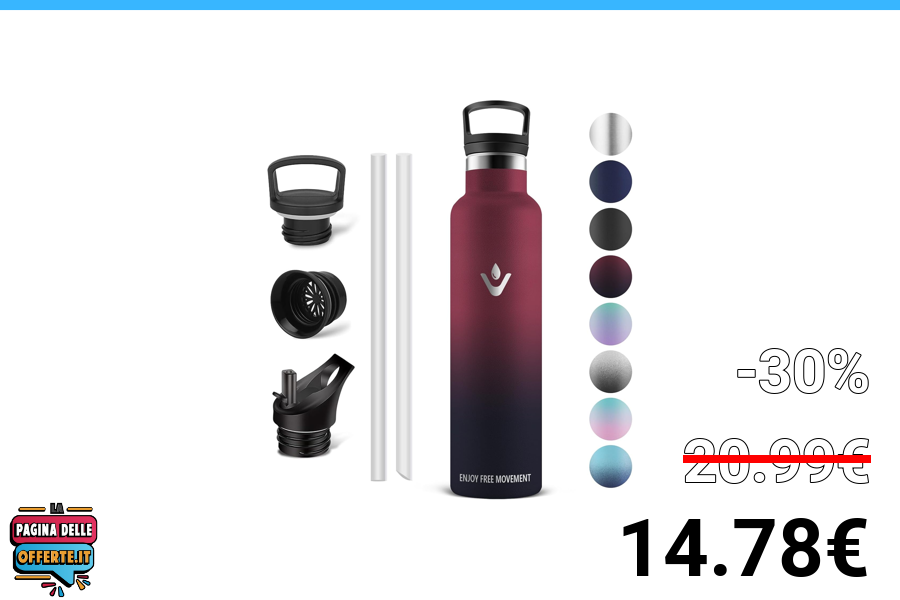 ENJOY FREE MOVEMENT
-30%
20.99€
14.78€
LA
PAGINA DELLE
OFFERTE.IT